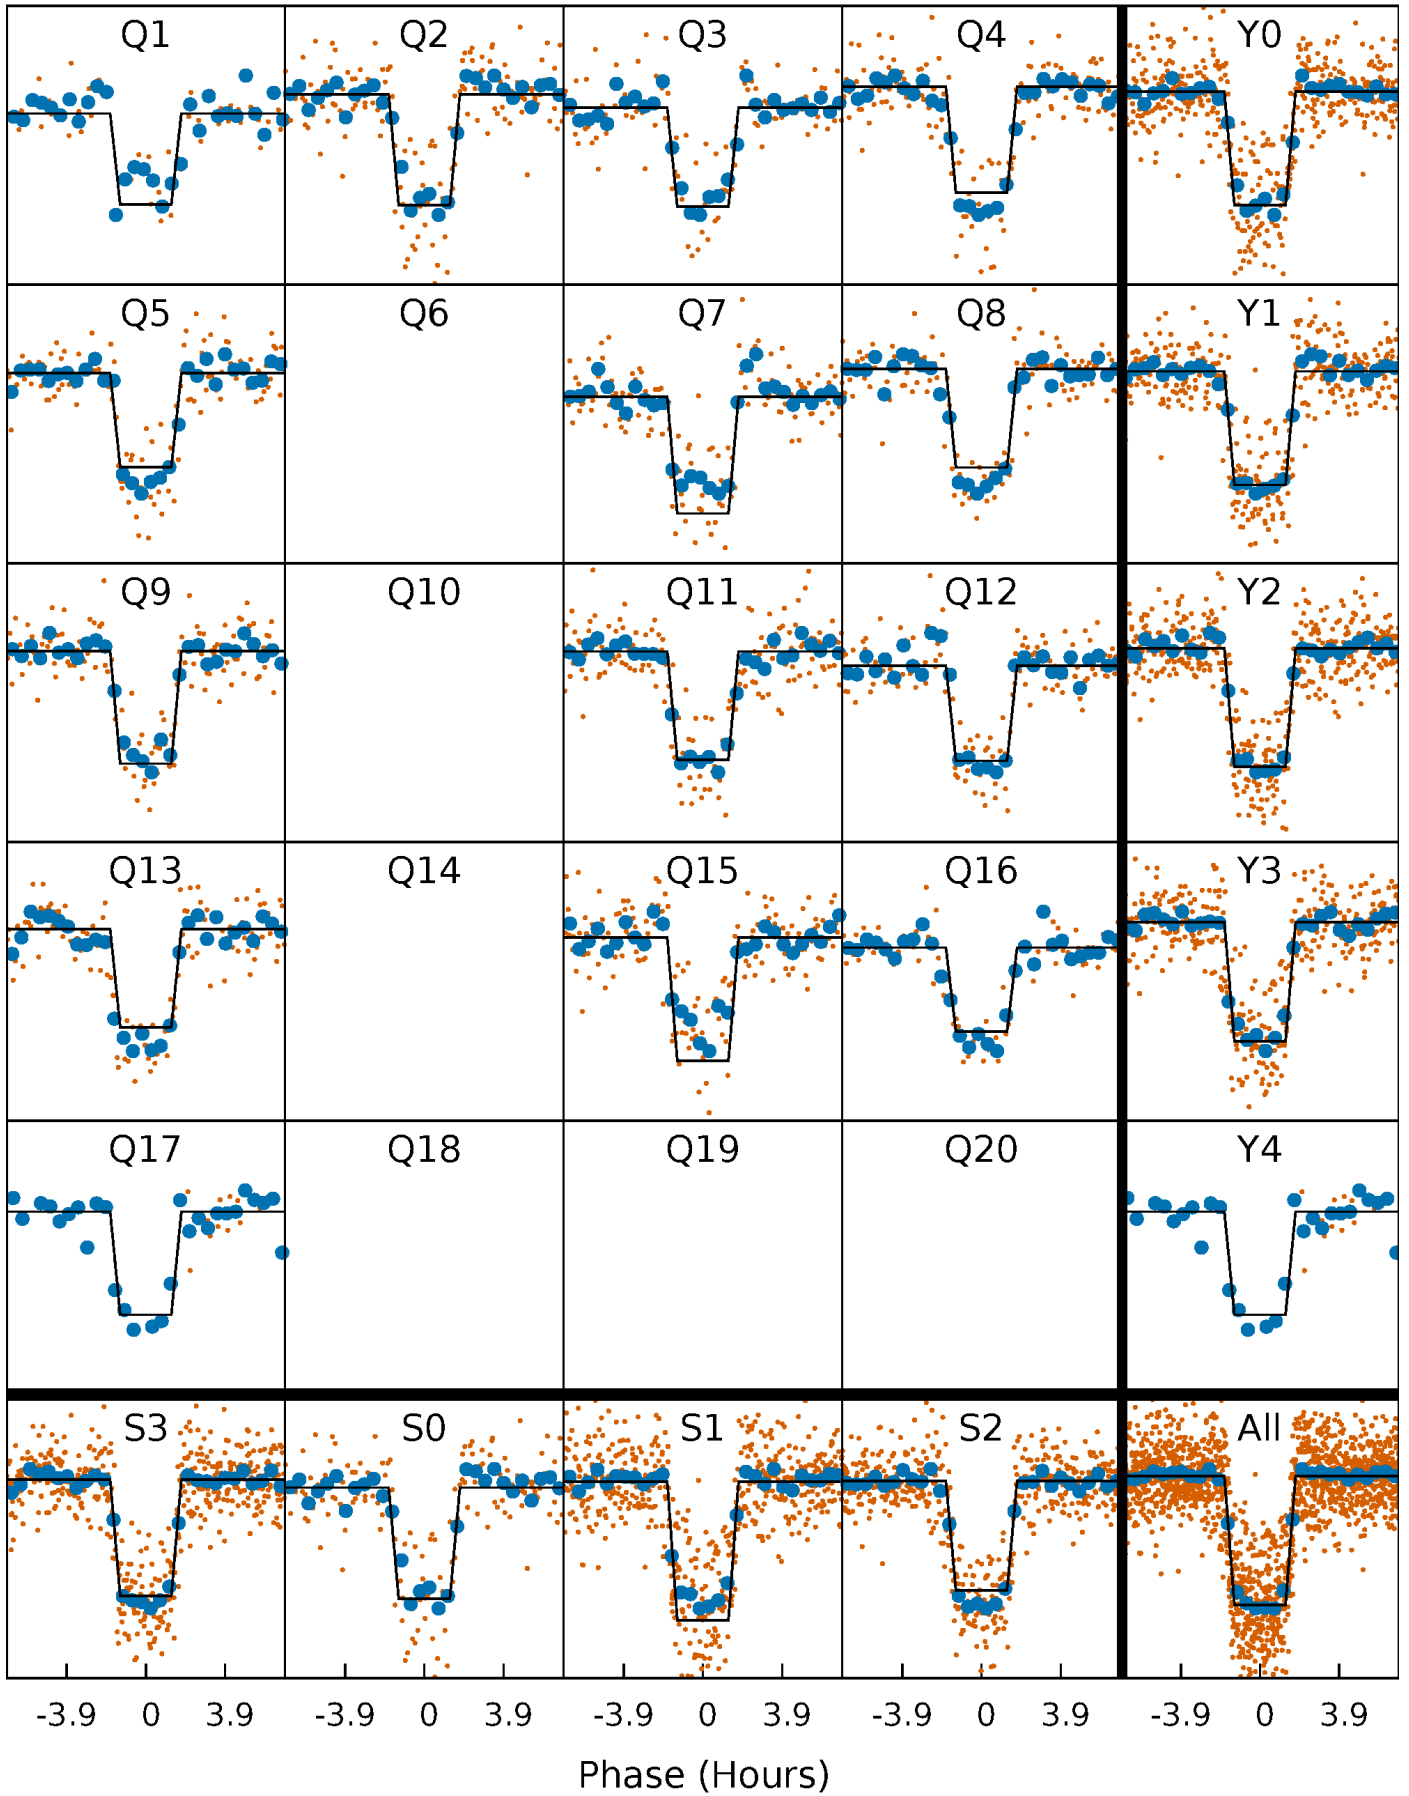 Q1 Q2 Q3 Q4 Y0
Q5 Q6 Q7 Q8 Y1
Q9 Q10 Q11 Q12 Y2
Q13 Q14 Q15 Q16 Y3
Q17 Q18 Q19 Q20 Y4
S3 S0 S1 S2 All
-3.9 0 3.9 -3.9 0 3.9 -3.9 0 3.9 -3.9 0 3.9 -3.9 0 3.9
Phase (Hours)